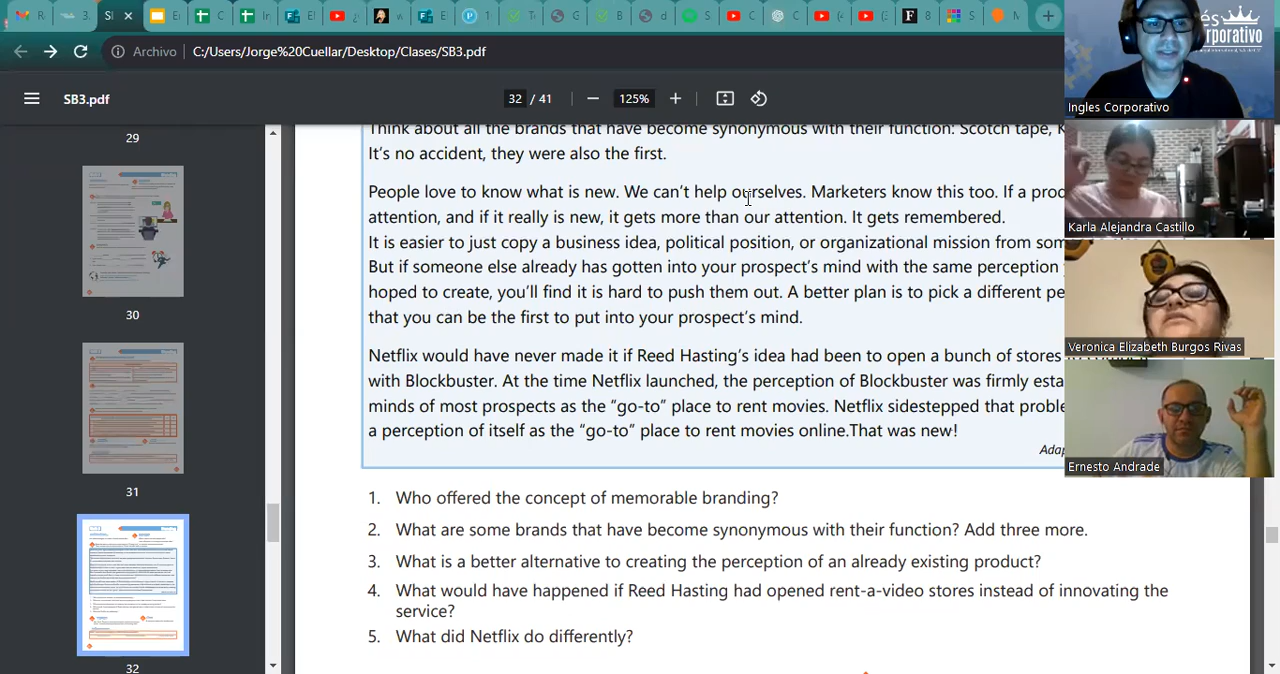 SB3.pdf
Archivo
C:/Users/Jorge%20Cuellar/Desktop/Clases/SB3.pdf
SB3.pdf
32 / 41
125%
29
30
31
32
Think about all the brands that have become synonymous with their function: Scotch tape, K
It's no accident, they were also the first.
People love to know what is new. We can't help ourselves. Marketers know this too. If a prod
attention, and if it really is new, it gets more than our attention. It gets remembered.
It is easier to just copy a business idea, political position, or organizational mission from som
But if someone else already has gotten into your prospect's mind with the same perception
hoped to create, you'll find it is hard to push them out. A better plan is to pick a different pe
that you can be the first to put into your prospect's mind.
Netflix would have never made it if Reed Hasting's idea had been to open a bunch of stores
with Blockbuster. At the time Netflix launched, the perception of Blockbuster was firmly esta
minds of most prospects as the "go-to" place to rent movies. Netflix sidestepped that proble
a perception of itself as the "go-to" place to rent movies online.That was new!
Adap
1. Who offered the concept of memorable branding?
2. What are some brands that have become synonymous with their function? Add three more.
3. What is a better alternative to creating the perception of an already existing product?
4. What would have happened if Reed Hasting had opened rent-a-video stores instead of innovating the
service?
5. What did Netflix do differently?
Ingles Corporativo
Karla Alejandra Castillo
Veronica Elizabeth Burgos Rivas
Ernesto Andrade